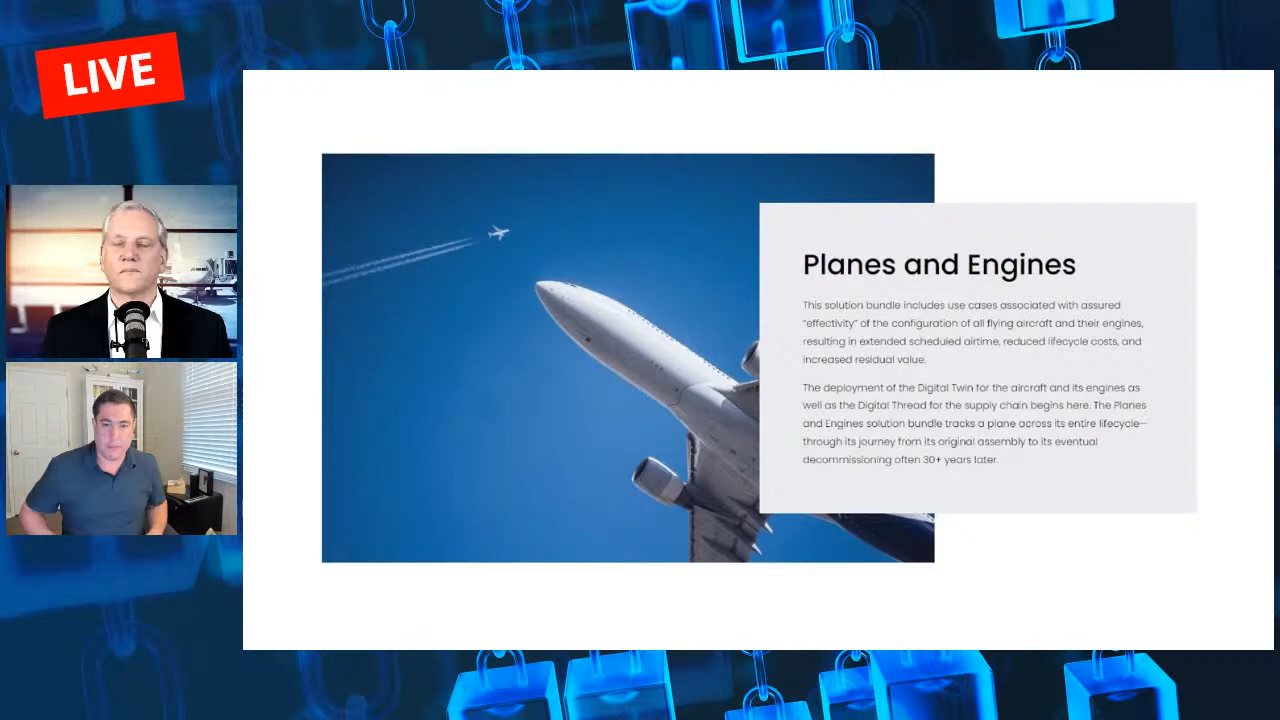 LIVE
Planes and Engines
This solution bundle includes use cases associated with assured
"effectivity" of the configuration of all flying aircraft and their engines,
resulting in extended scheduled airtime, reduced lifecycle costs, and
increased residual value.
The deployment of the Digital Twin for the aircraft and its engines as
well as the Digital Thread for the supply chain begins here. The Planes
and Engines solution bundle tracks a plane across its entire lifecycle—
through its journey from its original assembly to its eventual
decommissioning often 30+ years later.